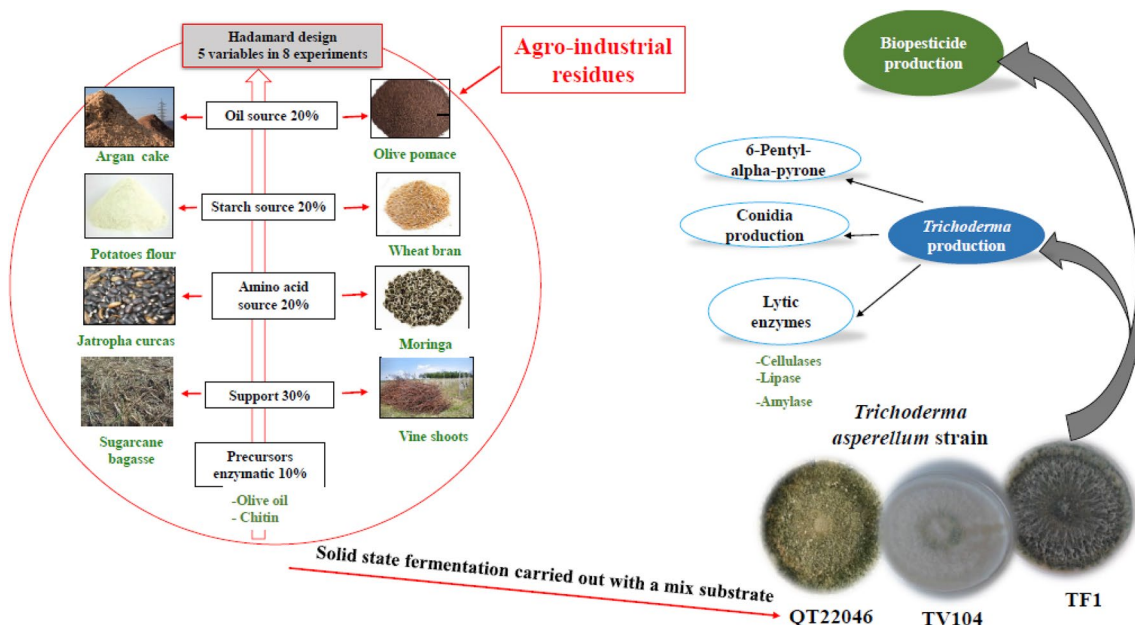 Hadamard design
5 variables in 8 experiments
Agro-industrial
residues
Oil source 20%
Argan cake
Olive pomace
Starch source 20%
Potatoes flour
Wheat bran
Amino acid
source 20%
Jatropha curcas
Moringa
Support 30%
Sugarcane
bagasse
Vine shoots
Precursors
enzymatic 10%
-Olive oil
- Chitin
Solid state fermentation carried out with a mix substrate
Biopesticide
production
6-Pentyl-
alpha-pyrone
Conidia
production
Trichoderma
production
Lytic
enzymes
-Cellulases
-Lipase
-Amylase
Trichoderma
asperellum strain
QT22046
TV104
TF1